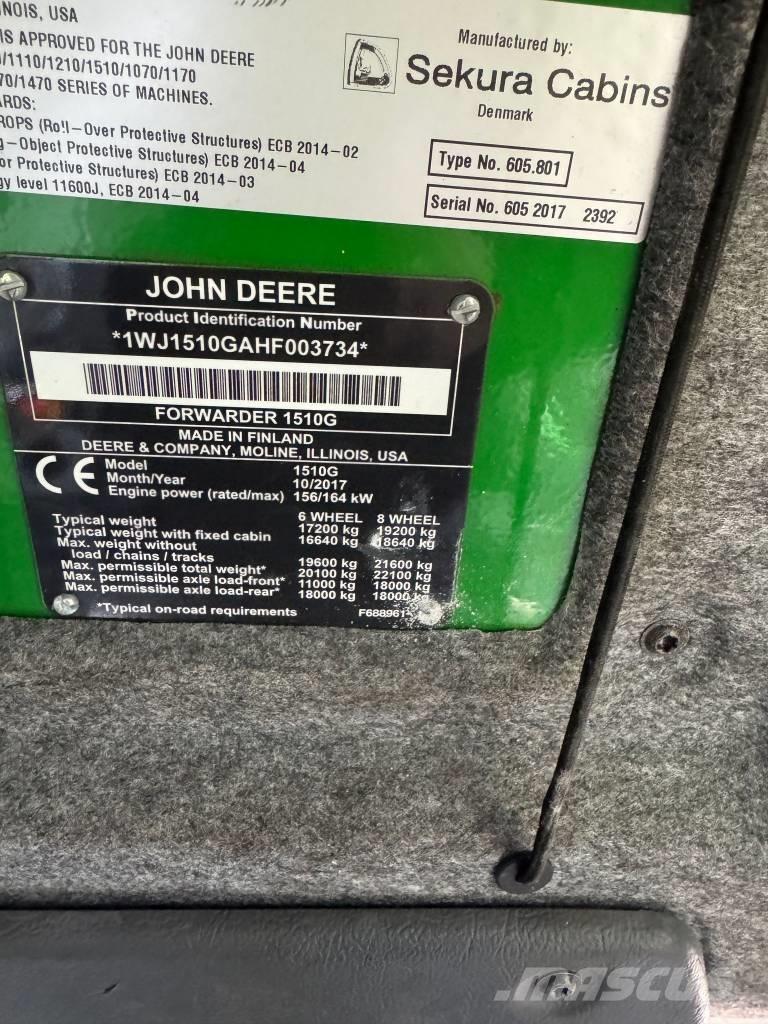 INOIS, USA
IS APPROVED FOR THE JOHN DEERE
/1110/1210/1510/1070/1170
70/1470 SERIES OF MACHINES.
ARDS:
ROPS (Roll-Over Protective Structures) ECB 2014-02
g-Object Protective Structures) ECB 2014-04
or Protective Structures) ECB 2014-03
gy level 11600J, ECB 2014-04
Manufactured by:
Sekura Cabins
Denmark
Type No. 605.801
Serial No. 605 2017 2392
JOHN DEERE
Product Identification Number
*1WJ1510GAHF003734*
FORWARDER 1510G
MADE IN FINLAND
DEERE & COMPANY, MOLINE, ILLINOIS, USA
CE
Model 1510G
Month/Year 10/2017
Engine power (rated/max) 156/164 kW
6 WHEEL 8 WHEEL
Typical weight 17200 kg 19200 kg
Typical weight with fixed cabin 16640 kg 18640 kg
Max. weight without
load / chains / tracks 19600 kg 21600 kg
Max. permissible total weight* 20100 kg 22100 kg
Max. permissible axle load-front* 11000 kg 18000 kg
Max. permissible axle load-rear* 18000 kg 18000 kg
*Typical on-road requirements F688961
MASCUS